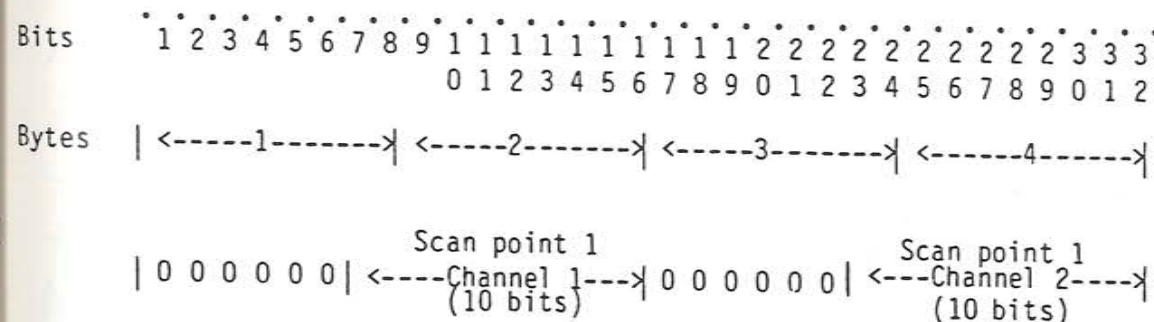 Bits 1 2 3 4 5 6 7 8 9 1 1 1 1 1 1 1 1 1 1 2 2 2 2 2 2 2 2 2 2 3 3 3
0 1 2 3 4 5 6 7 8 9 0 1 2 3 4 5 6 7 8 9 0 1 2
Bytes | <-----1------->| <-----2------->| <-----3------->| <------4------>|
Scan point 1 Scan point 1
| 0 0 0 0 0 0| <----Channel 1--->| 0 0 0 0 0 0| <---Channel 2---->|
(10 bits) (10 bits)